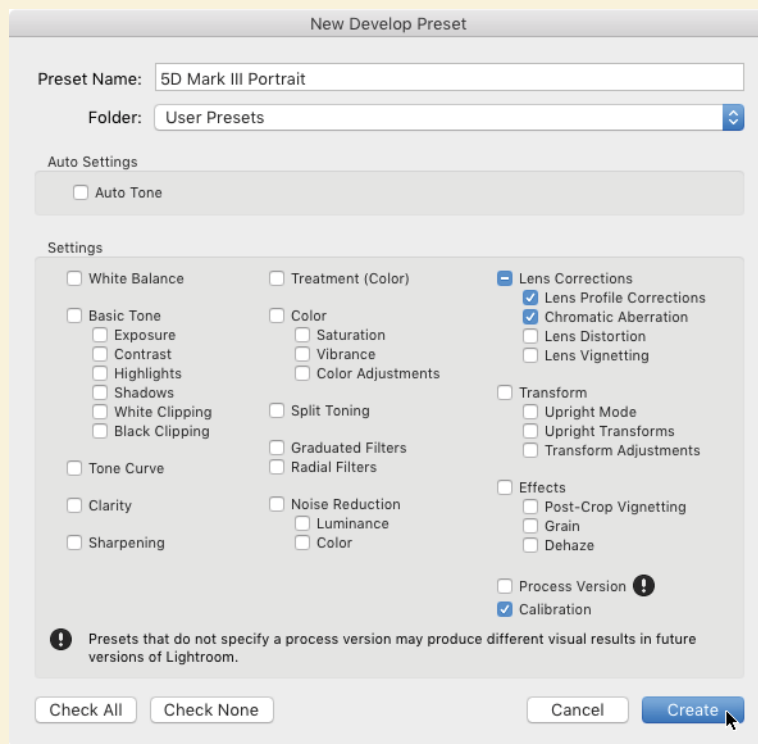 New Develop Preset
Preset Name: 5D Mark III Portrait
Folder: User Presets
Auto Settings
Auto Tone
Settings
White Balance
Basic Tone
Exposure
Contrast
Highlights
Shadows
White Clipping
Black Clipping
Tone Curve
Clarity
Sharpening
Treatment (Color)
Color
Saturation
Vibrance
Color Adjustments
Split Toning
Graduated Filters
Radial Filters
Noise Reduction
Luminance
Color
Lens Corrections
Lens Profile Corrections
Chromatic Aberration
Lens Distortion
Lens Vignetting
Transform
Upright Mode
Upright Transforms
Transform Adjustments
Effects
Post-Crop Vignetting
Grain
Dehaze
Process Version
Calibration
Presets that do not specify a process version may produce different visual results in future
versions of Lightroom.
Check All
Check None
Cancel
Create